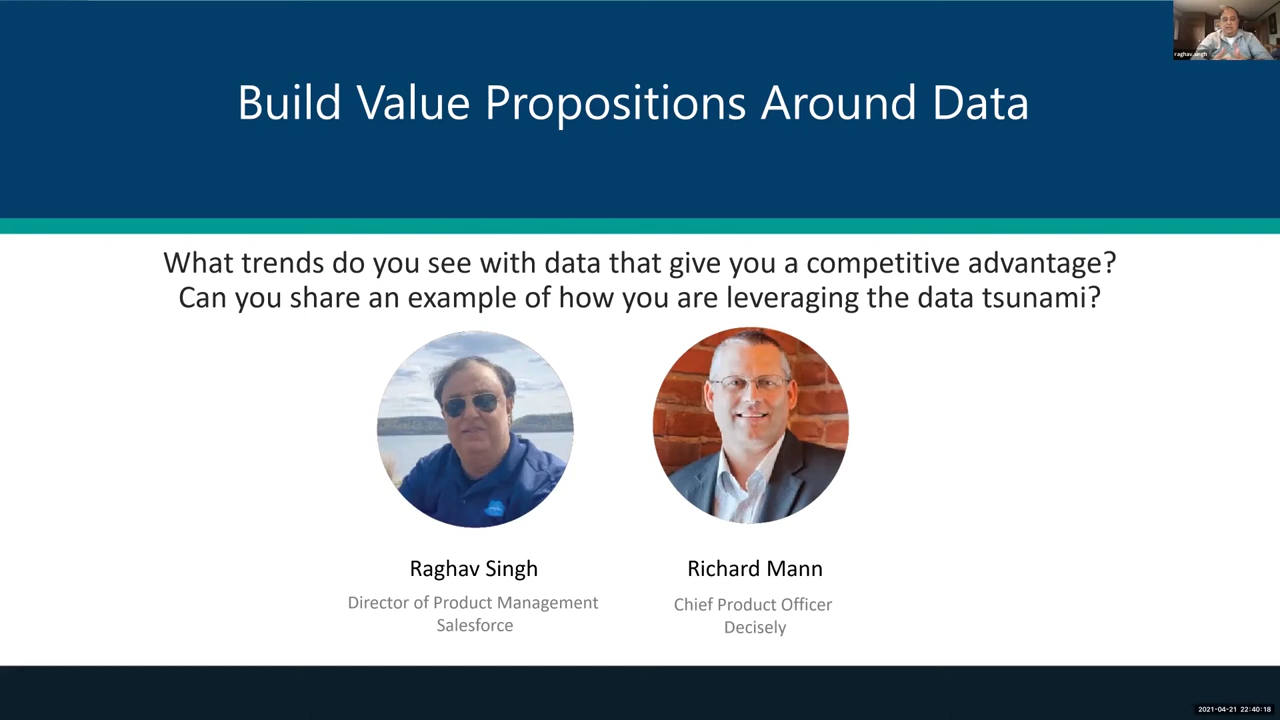 raghav.singh
Build Value Propositions Around Data
What trends do you see with data that give you a competitive advantage?
Can you share an example of how you are leveraging the data tsunami?
Raghav Singh
Director of Product Management
Salesforce
Richard Mann
Chief Product Officer
Decisely
2021-04-21 22:40:18